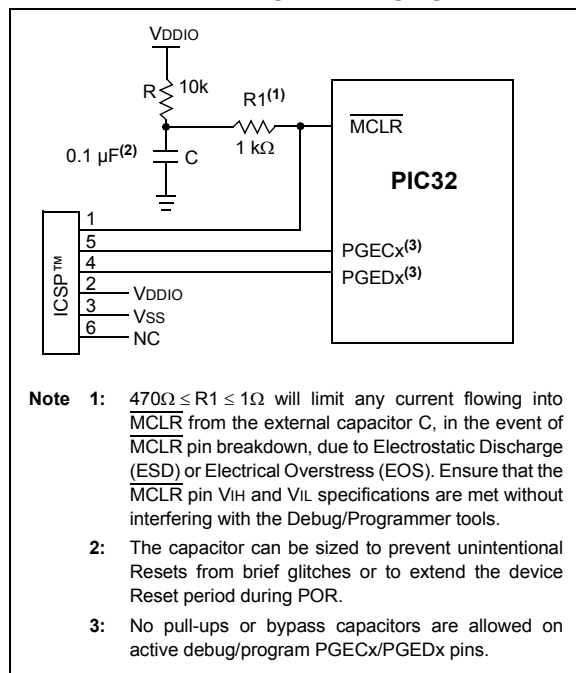 VDDIO
R 10k
R1(1)
1 kΩ
0.1 µF(2) C
MCLR
PIC32
PGECx(3)
PGEDx(3)
ICSP™
1
5
4
2 VDDIO
3 VSS
6 NC
Note 1: 470Ω ≤ R1 ≤ 1Ω will limit any current flowing into
MCLR from the external capacitor C, in the event of
MCLR pin breakdown, due to Electrostatic Discharge
(ESD) or Electrical Overstress (EOS). Ensure that the
MCLR pin VIH and VIL specifications are met without
interfering with the Debug/Programmer tools.
2: The capacitor can be sized to prevent unintentional
Resets from brief glitches or to extend the device
Reset period during POR.
3: No pull-ups or bypass capacitors are allowed on
active debug/program PGECx/PGEDx pins.